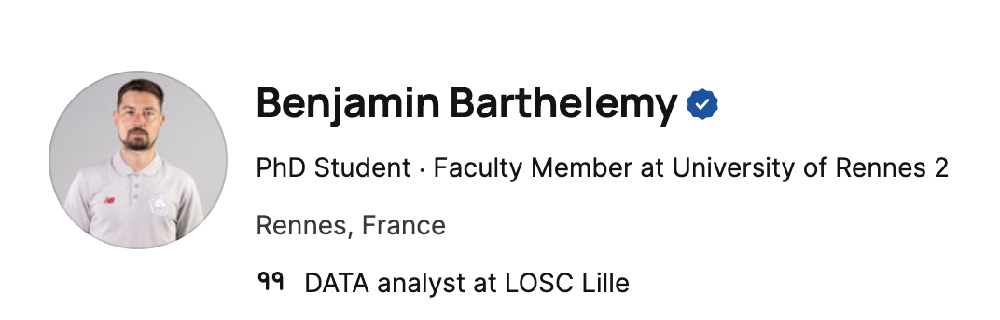 Benjamin Barthelemy
PhD Student · Faculty Member at University of Rennes 2
Rennes, France
DATA analyst at LOSC Lille